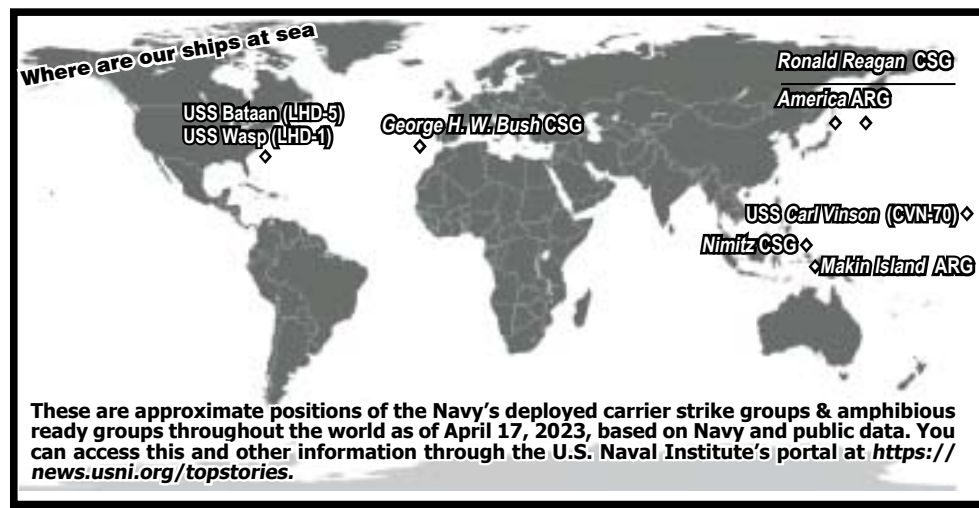 Where are our ships at sea
Ronald Reagan CSG
America ARG
USS Bataan (LHD-5)
USS Wasp (LHD-1)
George H. W. Bush CSG
USS Carl Vinson (CVN-70)
Nimitz CSG
Makin Island ARG
These are approximate positions of the Navy's deployed carrier strike groups & amphibious
ready groups throughout the world as of April 17, 2023, based on Navy and public data. You
can access this and other information through the U.S. Naval Institute's portal at https://
news.usni.org/topstories.